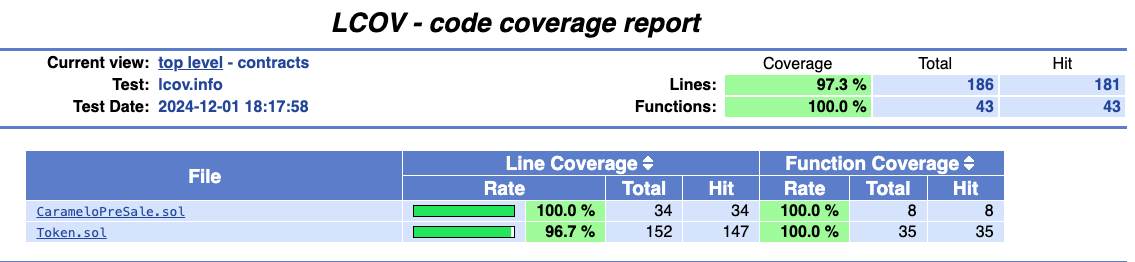 LCOV - code coverage report
Current view: top level - contracts Coverage Total Hit
Test: lcov.info Lines: 97.3 % 186 181
Test Date: 2024-12-01 18:17:58 Functions: 100.0 % 43 43
File Line Coverage Function Coverage
Rate Total Hit Rate Total Hit
CarameloPreSale.sol 100.0 % 34 34 100.0 % 8 8
Token.sol 96.7 % 152 147 100.0 % 35 35